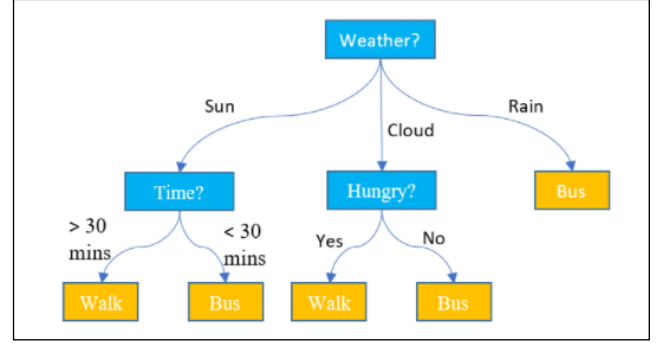 Weather?
Sun
Cloud
Rain
Time?
Hungry?
Bus
> 30
mins
< 30
mins
Yes
No
Walk
Bus
Walk
Bus